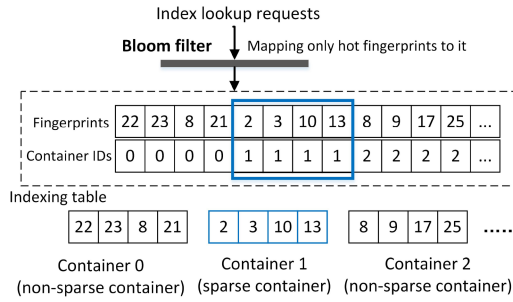 Index lookup requests
Bloom filter Mapping only hot fingerprints to it
Fingerprints 22 23 8 21 2 3 10 13 8 9 17 25 ...
Container IDs 0 0 0 0 1 1 1 1 2 2 2 2 ...
Indexing table
22 23 8 21 2 3 10 13 8 9 17 25 .....
Container 0 Container 1 Container 2
(non-sparse container) (sparse container) (non-sparse container)